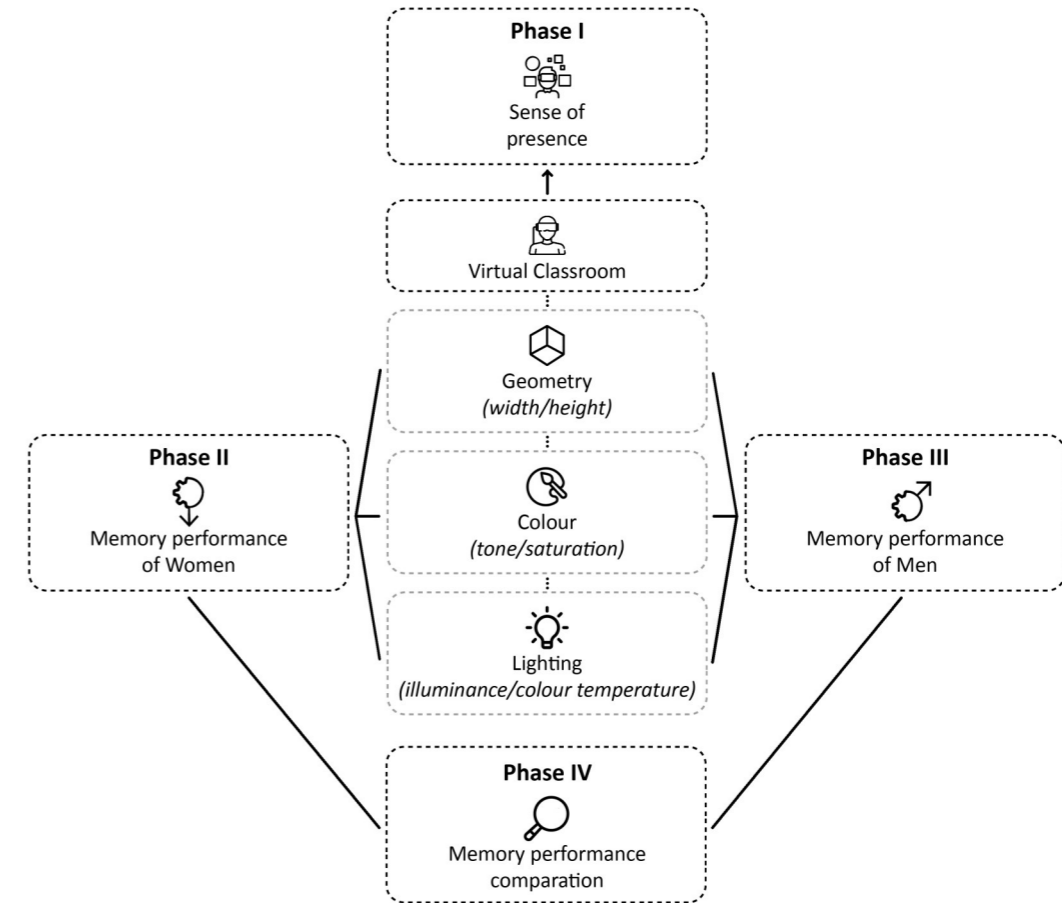 Phase I
Sense of
presence
Virtual Classroom
Geometry
(width/height)
Phase II
Memory performance
of Women
Colour
(tone/saturation)
Phase III
Memory performance
of Men
Lighting
(illuminance/colour temperature)
Phase IV
Memory performance
comparation